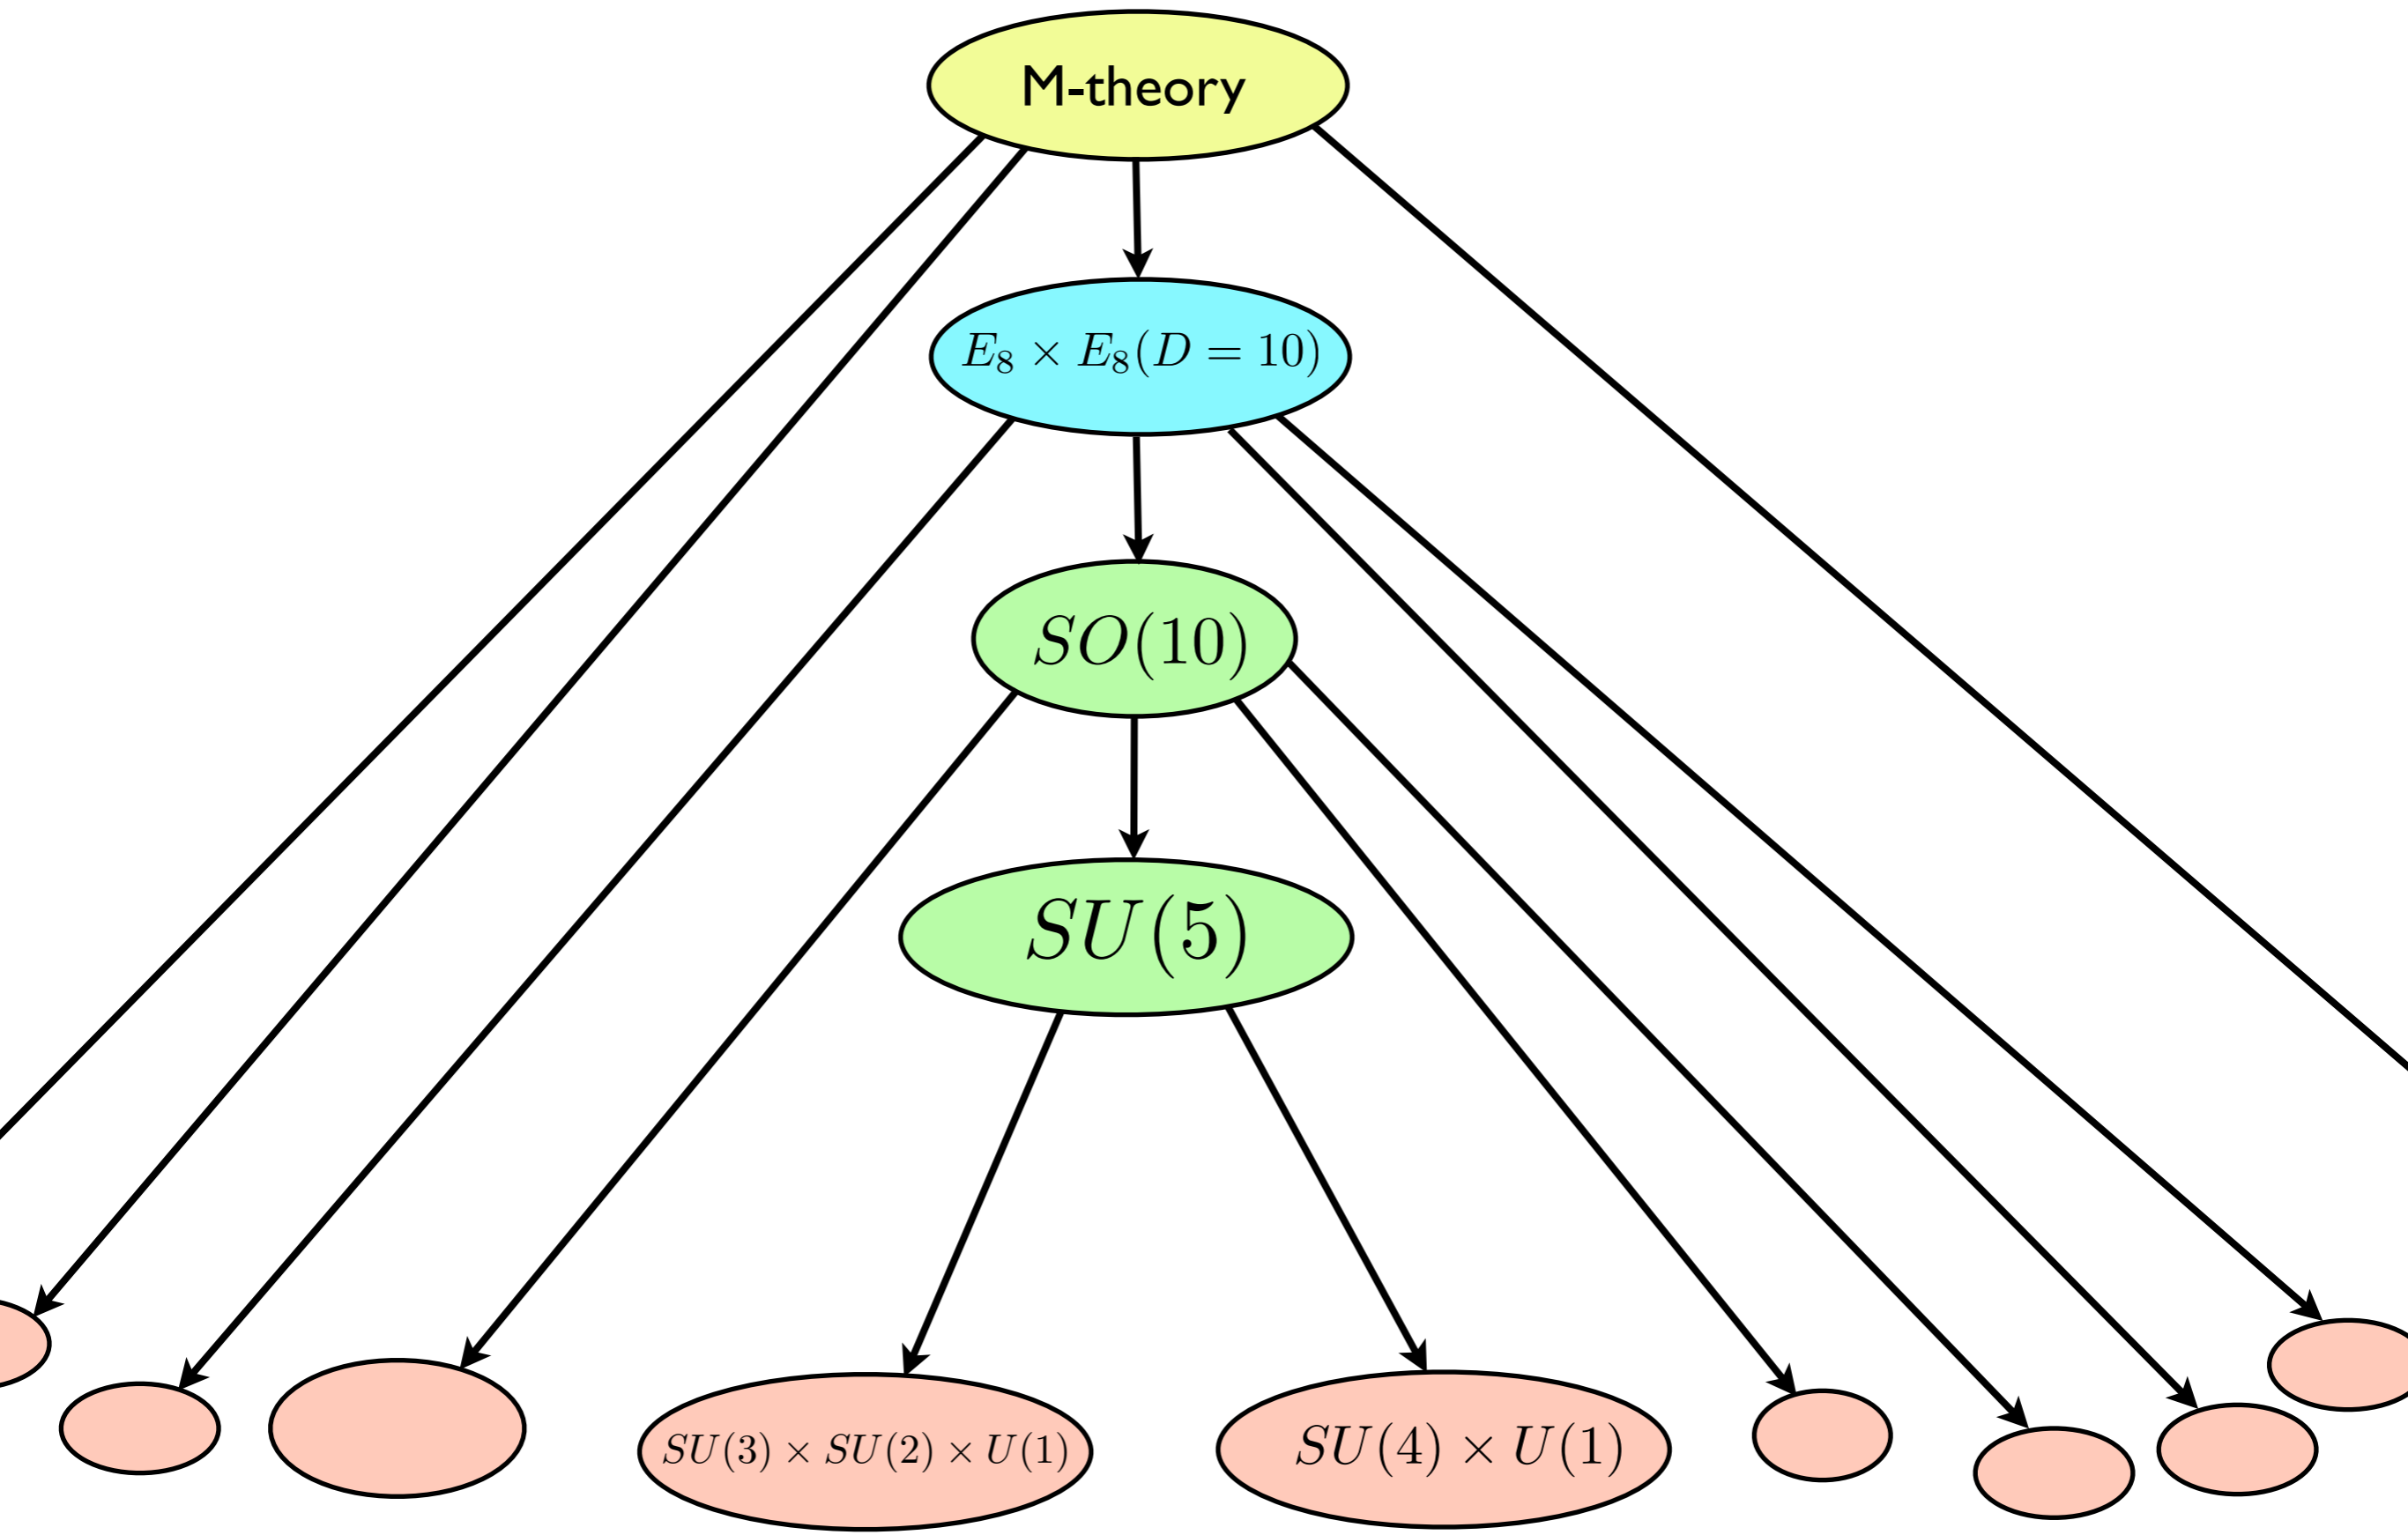 M-theory
E₈ × E₈(D = 10)
SO(10)
SU(5)
SU(3) × SU(2) × U(1)
SU(4) × U(1)